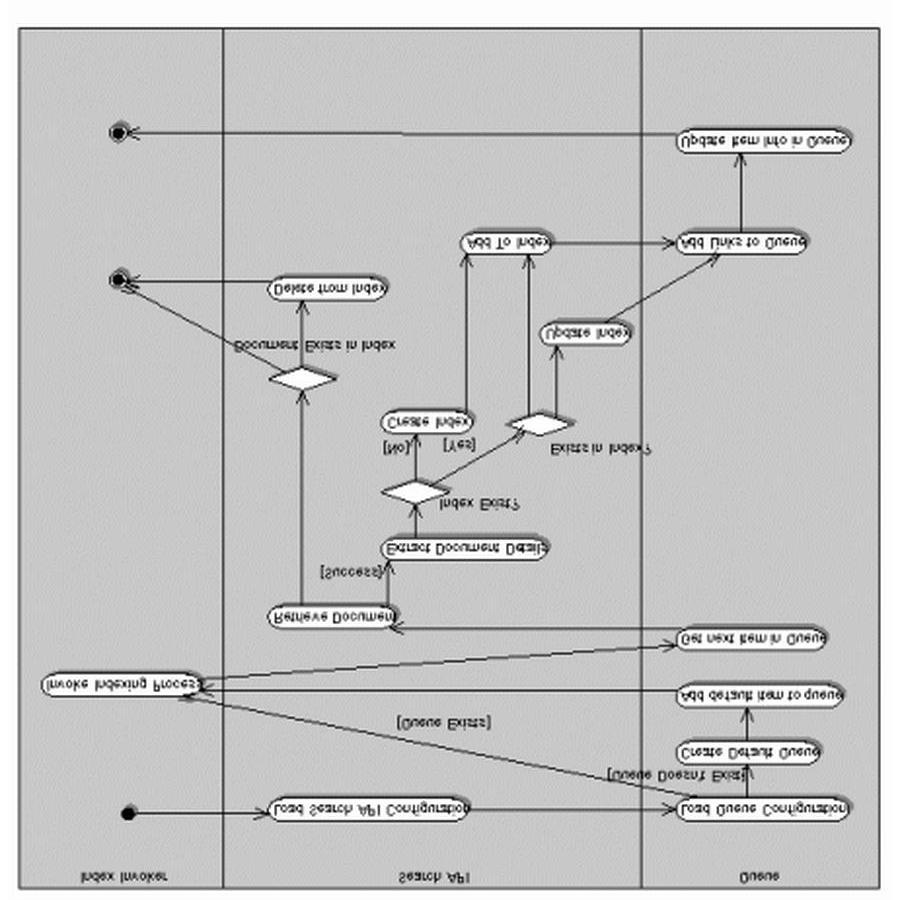 Index Invoker
Search API
Queue
Load Search API Configuration
Load Queue Configuration
[Queue Doesn't Exist]
Create Default Queue
[Queue Exists]
Add default item to queue
Invoke Indexing Process
Get next item in Queue
Retrieve Document
[Success]
Extract Document Details
Index Exist?
[No]
[Yes]
Exists in Index?
Create Index
Document Exists in Index
Update Index
Delete from Index
Add To Index
Add Links to Queue
Update Item Info in Queue